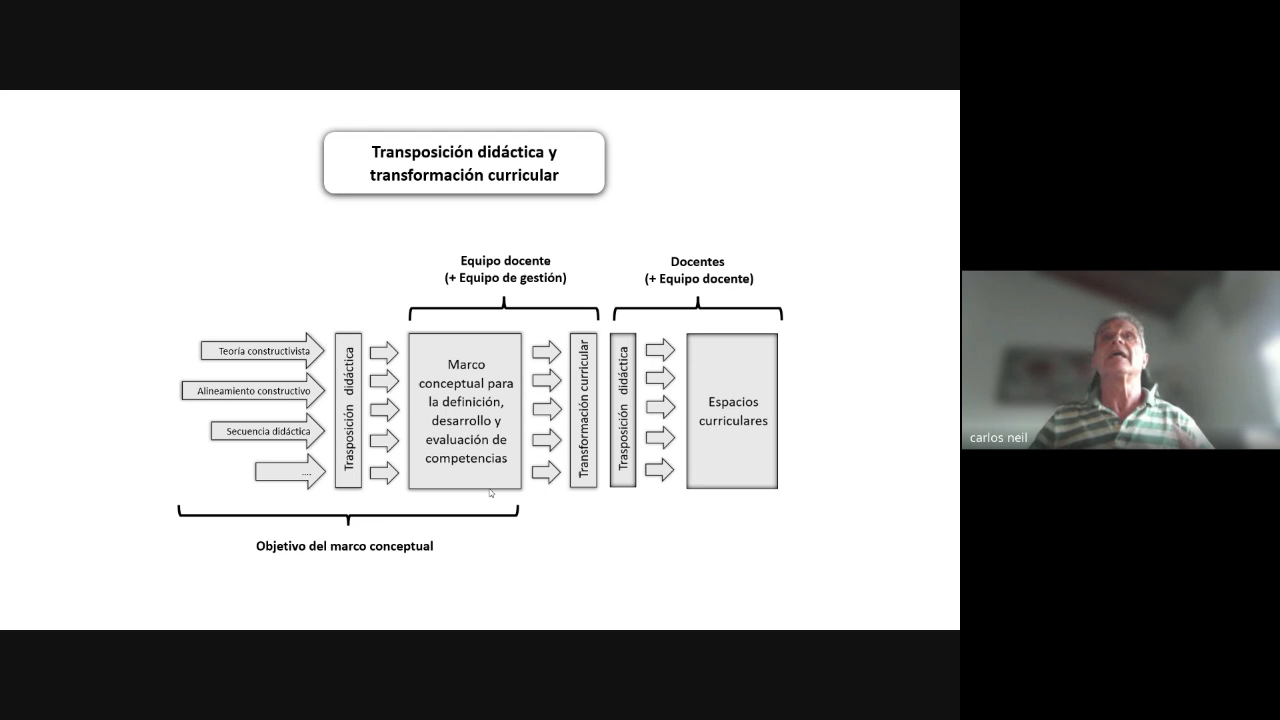 Transposición didáctica y
transformación curricular
Equipo docente
(+ Equipo de gestión)
Docentes
(+ Equipo docente)
Teoría constructivista
Alineamiento constructivo
Secuencia didáctica
....
Trasposición didáctica
Marco
conceptual para
la definición,
desarrollo y
evaluación de
competencias
Transformación curricular
Trasposición didáctica
Espacios
curriculares
Objetivo del marco conceptual
carlos neil